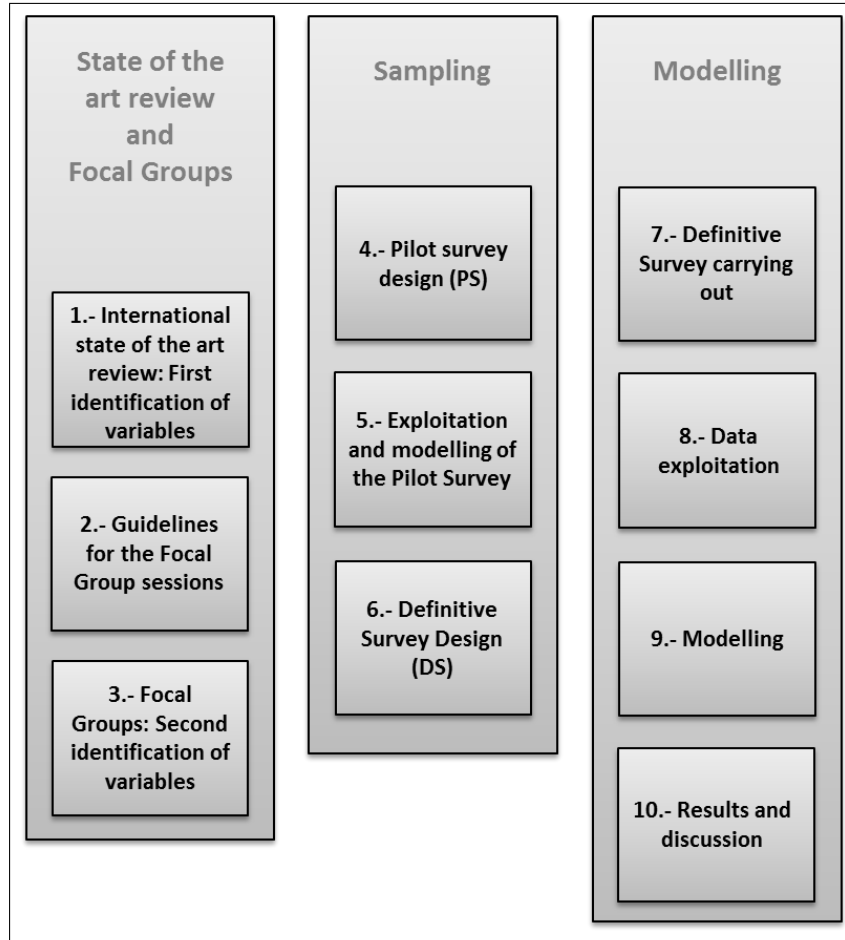 State of the
art review
and
Focal Groups
1.- International
state of the art
review: First
identification of
variables
2.- Guidelines
for the Focal
Group sessions
3.- Focal
Groups: Second
identification of
variables
Sampling
4.- Pilot survey
design (PS)
5.- Exploitation
and modelling of
the Pilot Survey
6.- Definitive
Survey Design
(DS)
Modelling
7.- Definitive
Survey carrying
out
8.- Data
exploitation
9.- Modelling
10.- Results and
discussion